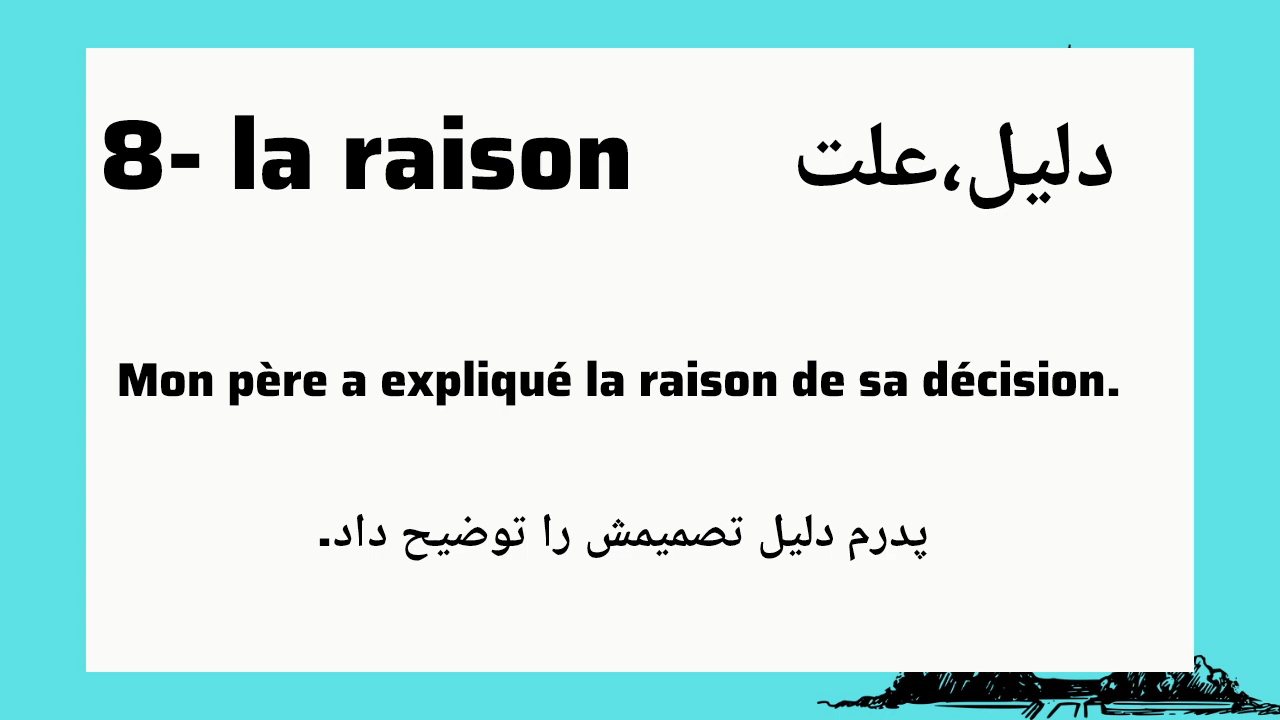 8- la raison دلیل،علت
Mon père a expliqué la raison de sa décision.
پدرم دلیل تصمیمش را توضیح داد.